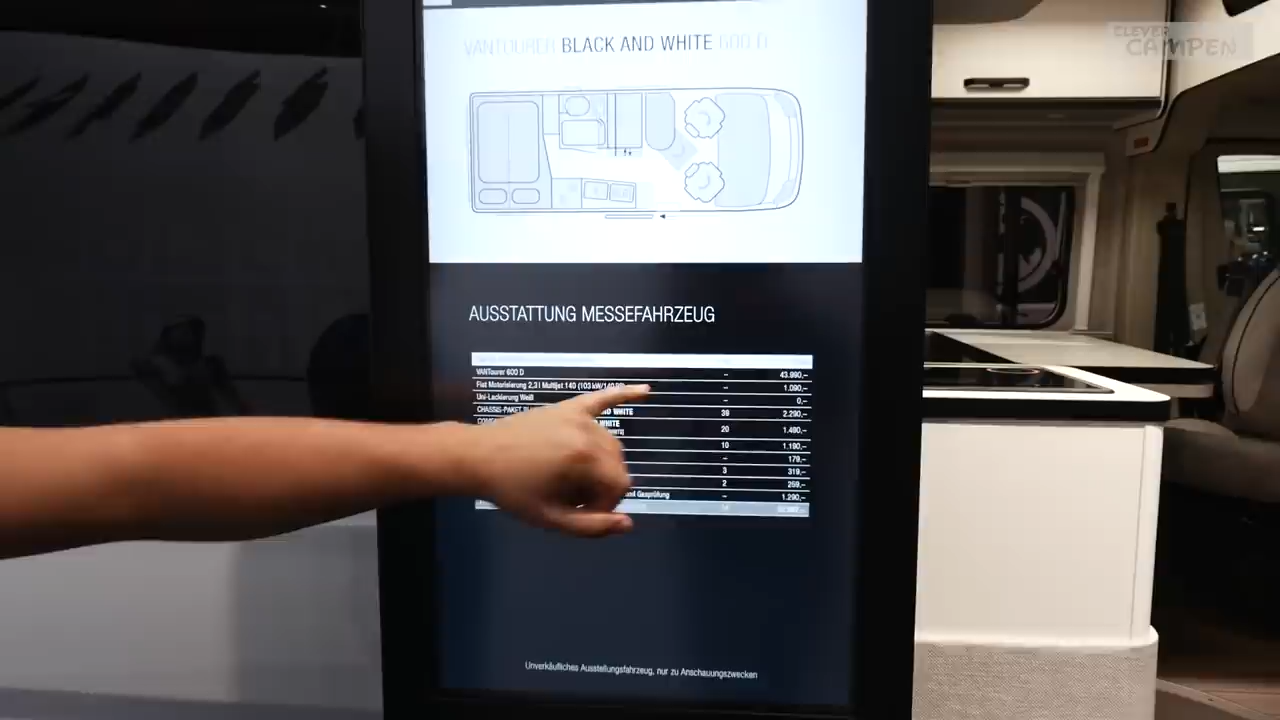 CLEVER
CAMPEN
VANTOURER BLACK AND WHITE 600 D
AUSSTATTUNG MESSEFAHRZEUG
VANTourer 600 D – 43.990,–
Fiat Motorisierung 2,3 l Multijet 140 (103 kW/140 – 1.090,–
Uni-Lackierung Weiß – 0,–
CHASSIS-PAKET AND WHITE 39 2.290,–
WHITE 20 1.490,–
10 1.190,–
– 179,–
3 319,–
2 259,–
und Gasprüfung – 1.290,–
Unverkäufliches Ausstellungsfahrzeug, nur zu Anschauungszwecken